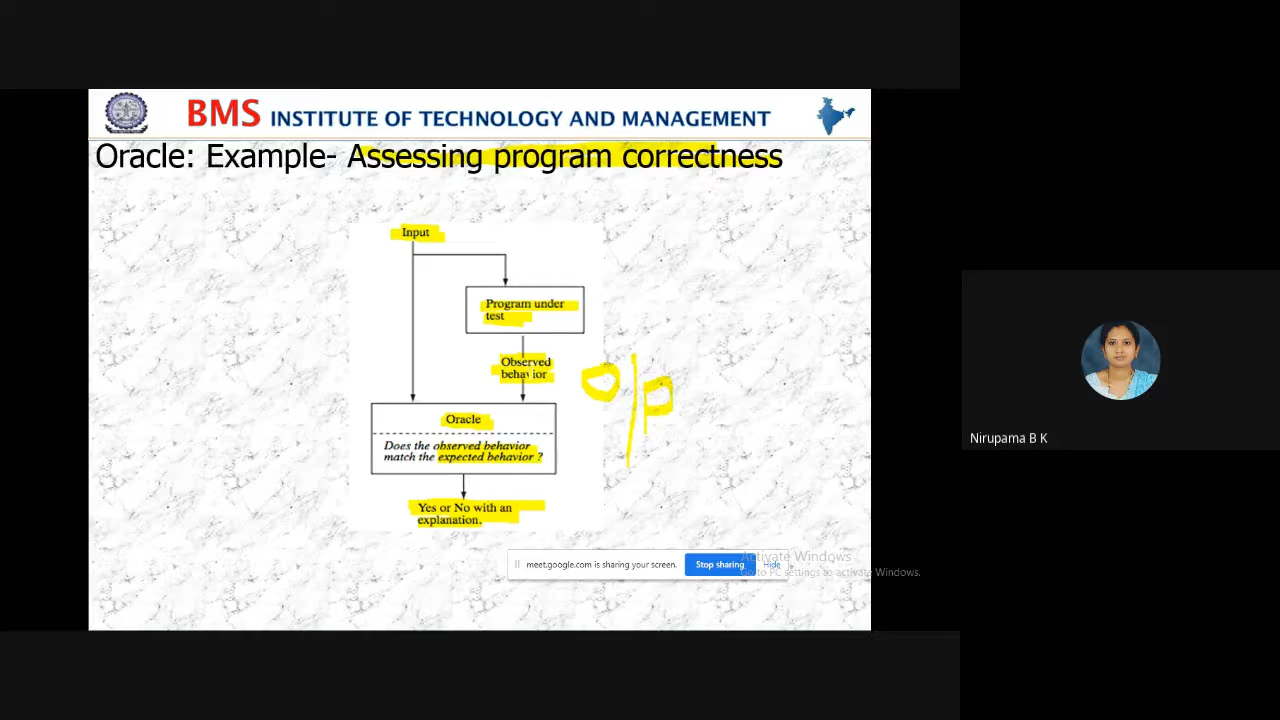 BMS INSTITUTE OF TECHNOLOGY AND MANAGEMENT
Oracle: Example- Assessing program correctness
Input
Program under
test
Observed
behavior
O/P
Oracle
Does the observed behavior
match the expected behavior ?
Yes or No with an
explanation.
Nirupama B K
meet.google.com is sharing your screen.
Stop sharing
Hide
Activate Windows
Go to PC settings to activate Windows.